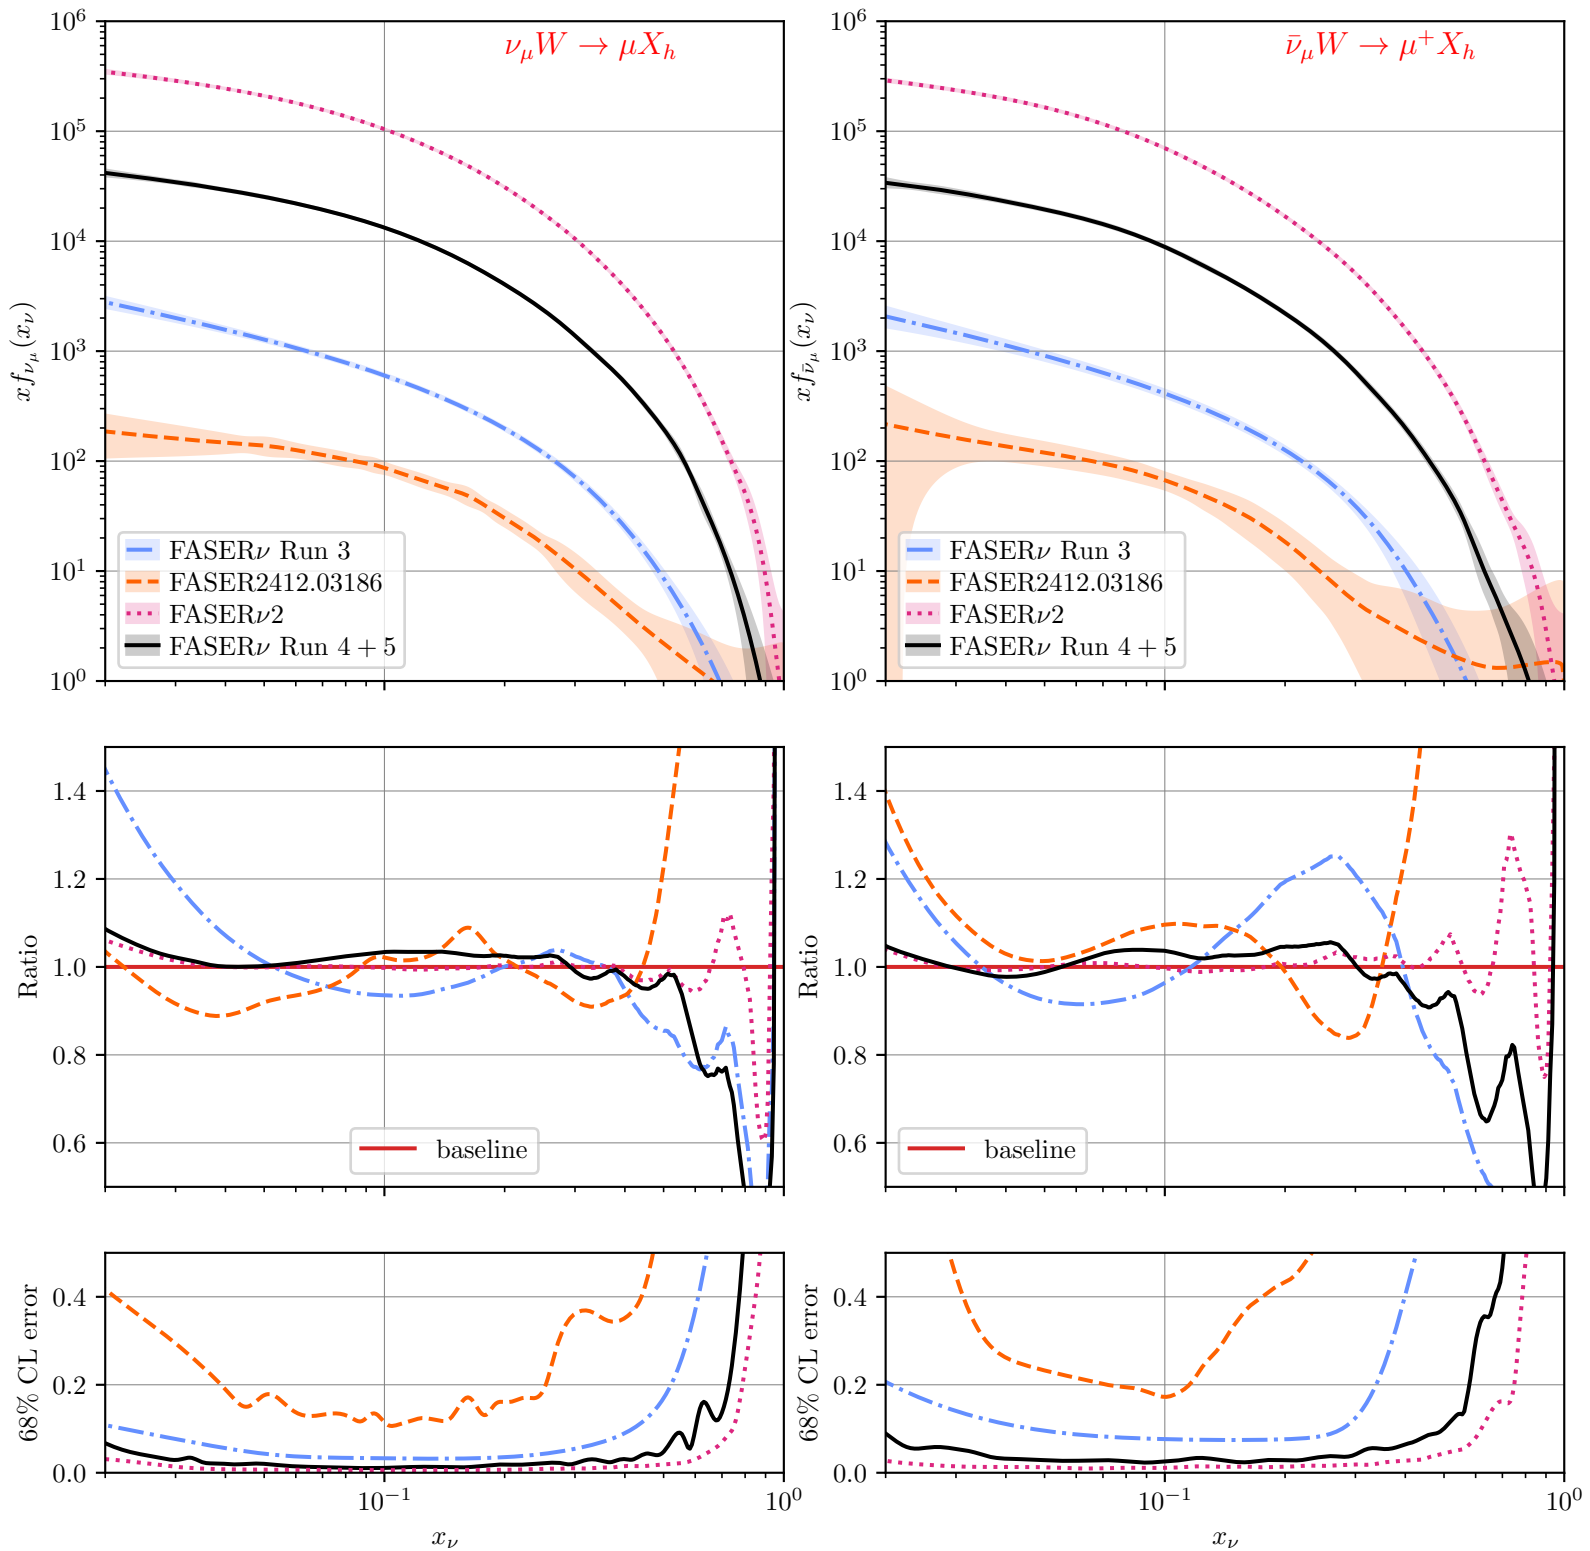 ν_μ W → μX_h
10^6
10^5
10^4
10^3
10^2
10^1
10^0
xf_{ν_μ}(x_ν)
FASERν Run 3
FASER2412.03186
FASERν2
FASERν Run 4 + 5
ν̄_μ W → μ^+ X_h
10^6
10^5
10^4
10^3
10^2
10^1
10^0
xf_{ν̄_μ}(x_ν)
FASERν Run 3
FASER2412.03186
FASERν2
FASERν Run 4 + 5
1.4
1.2
1.0
0.8
0.6
Ratio
baseline
1.4
1.2
1.0
0.8
0.6
Ratio
baseline
0.4
0.2
0.0
68% CL error
10^{-1}
10^0
x_ν
0.4
0.2
0.0
68% CL error
10^{-1}
10^0
x_ν